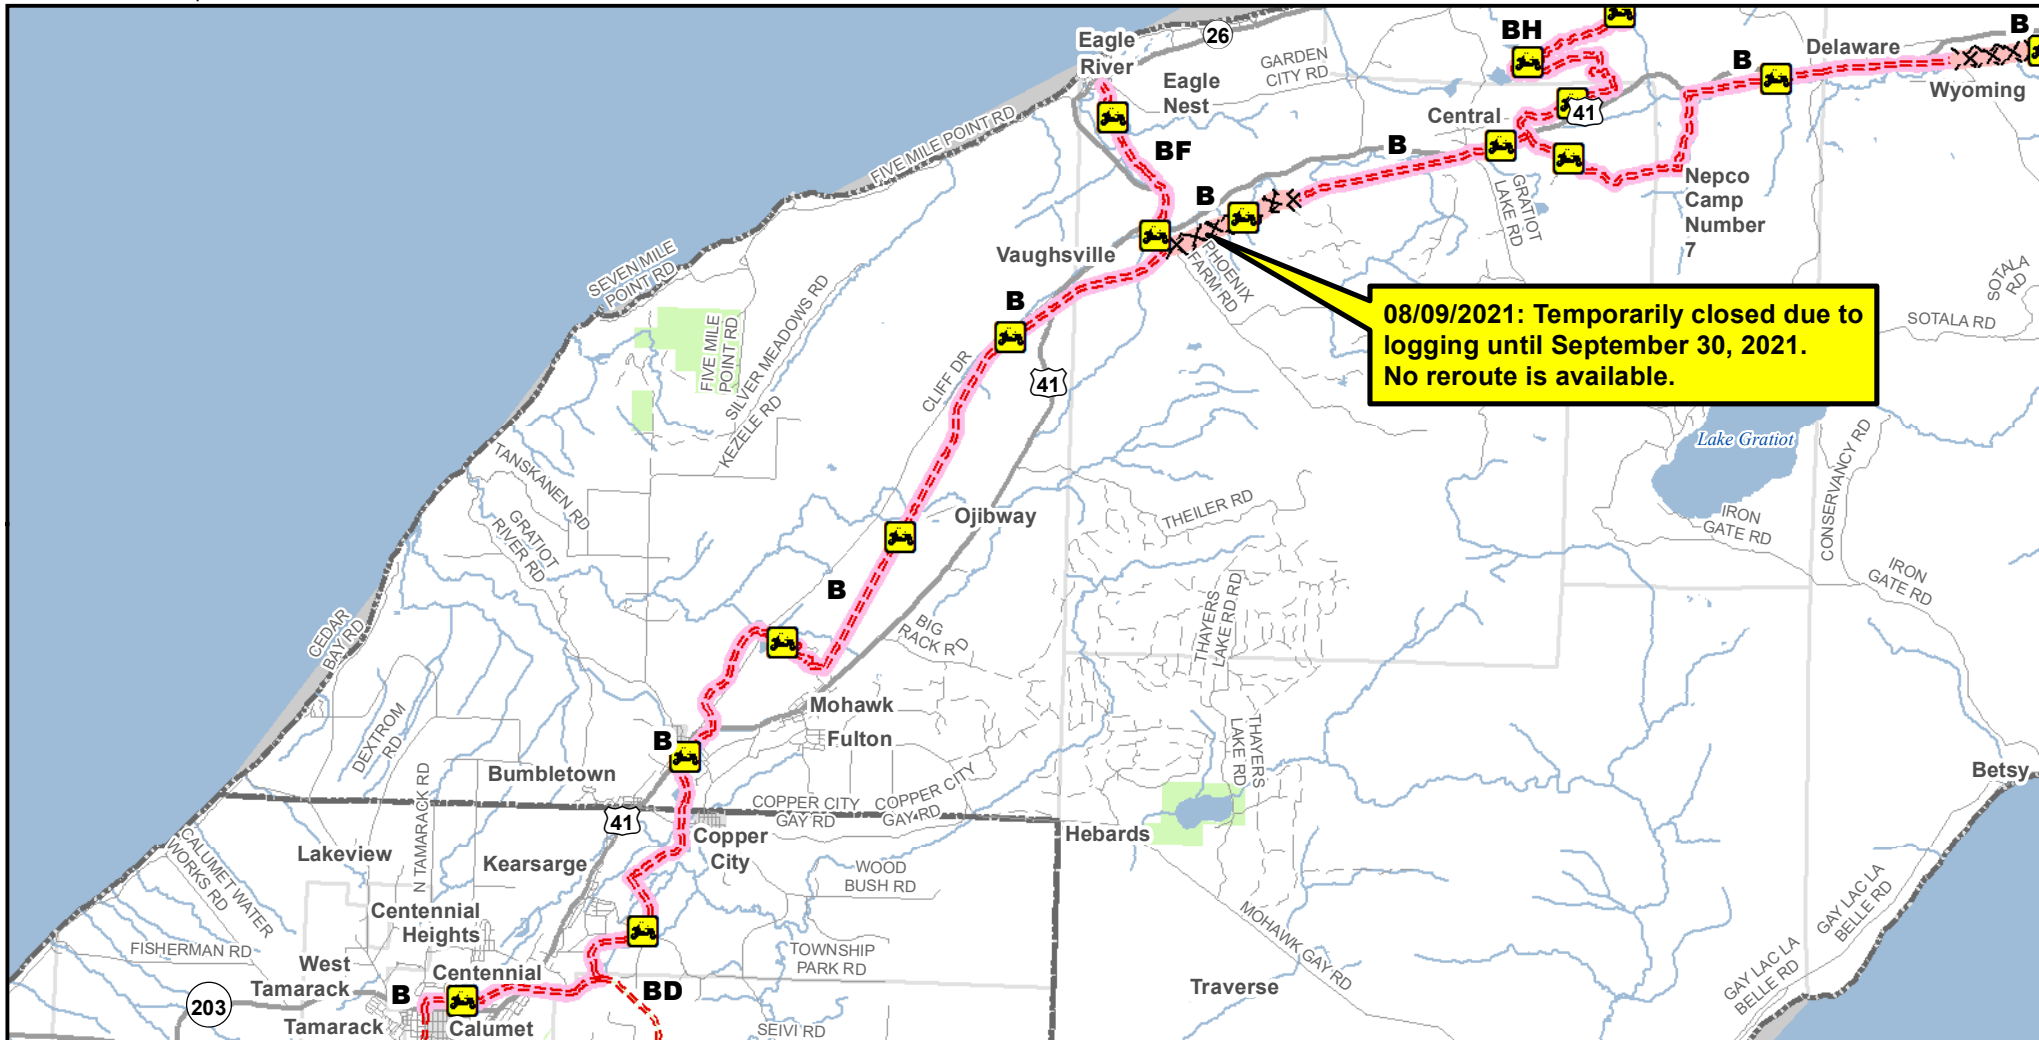 Eagle
River
26
GARDEN
CITY RD
BH
B
Delaware
B
Wyoming
Eagle
Nest
FIVE MILE POINT RD
BF
Central
41
B
GRATIOT
LAKE RD
Nepco
Camp
Number
7
B
Vaughsville
PHOENIX
FARM RD
SEVEN MILE
POINT RD
SOTALA
RD
SOTALA RD
08/09/2021: Temporarily closed due to
logging until September 30, 2021.
No reroute is available.
B
FIVE MILE
POINT RD
SILVER MEADOWS RD
KEZELE RD
CLIFF DR
41
Lake Gratiot
CONSERVANCY RD
TANSKANEN RD
GRATIOT
RIVER RD
Ojibway
THEILER RD
IRON
GATE RD
IRON
GATE RD
B
CEDAR
BAY RD
BIG
RACK RD
THAYERS
LAKE RD RD
DEXTROM
RD
Mohawk
Fulton
B
THAYERS
LAKE RD
Bumbletown
N TAMARACK RD
COPPER CITY
GAY RD
COPPER CITY
GAY RD
Betsy
41
Copper
City
Hebards
CALUMET WATER
WORKS RD
Lakeview
Kearsarge
WOOD
BUSH RD
GAY LAC LA
BELLE RD
Centennial
Heights
MOHAWK GAY RD
FISHERMAN RD
TOWNSHIP
PARK RD
West
Tamarack
Centennial
GAY LAC LA
BELLE RD
203
B
BD
Traverse
Tamarack
Calumet
SEIVI RD